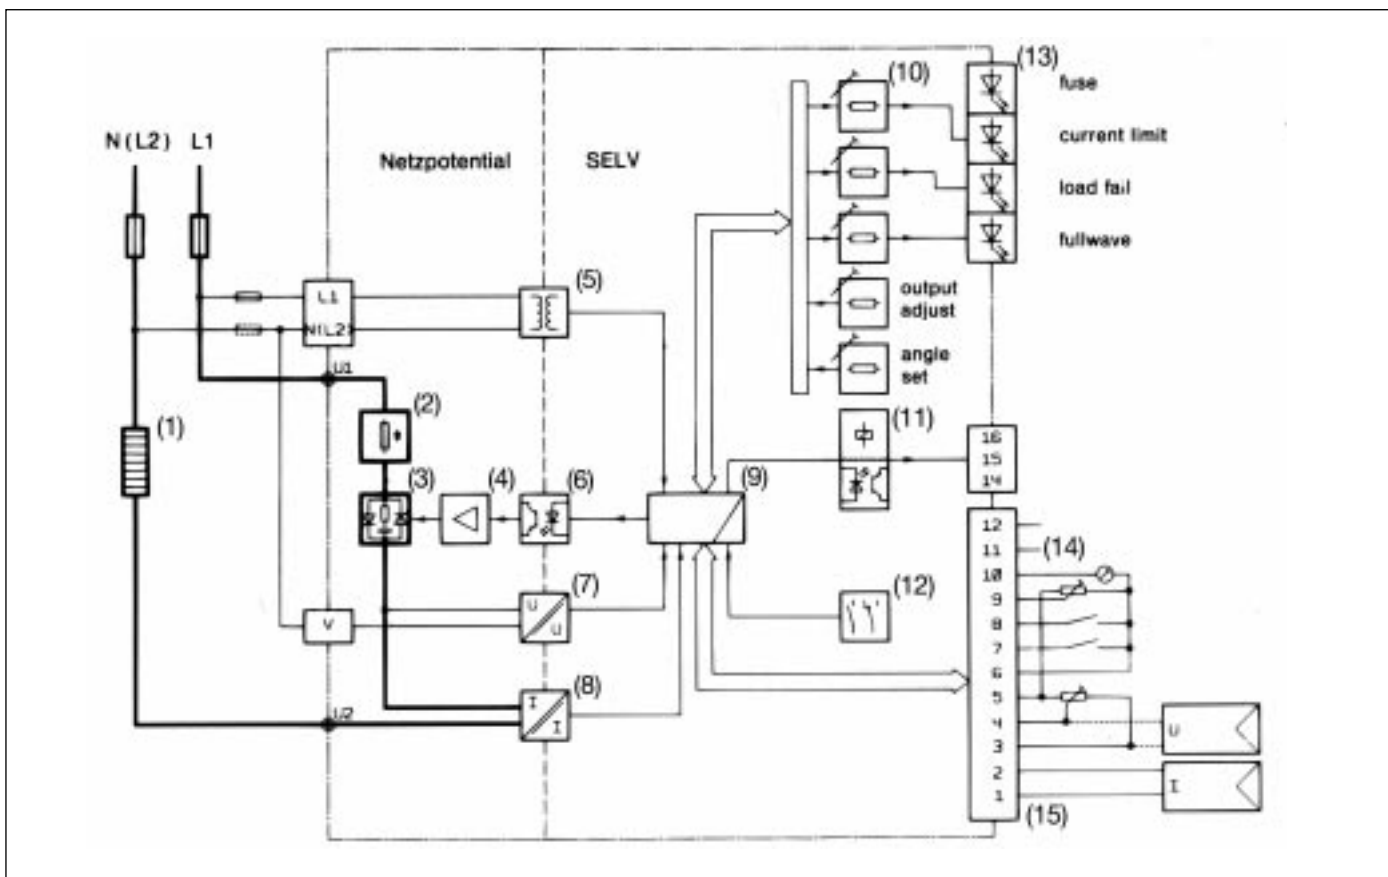 (13)
fuse
(10)
current limit
N(L2) L1
Netzpotential SELV
load fail
fullwave
(5)
L1
N(L2)
output
adjust
U1
angle
set
(2)
(1)
(11)
16
15
14
(3)
(4)
(6)
(9)
12
11
(14)
10
9
8
7
6
5
4
3
2
1
(7)
U
U
(12)
V
(8)
I
I
U2
U
I
(15)